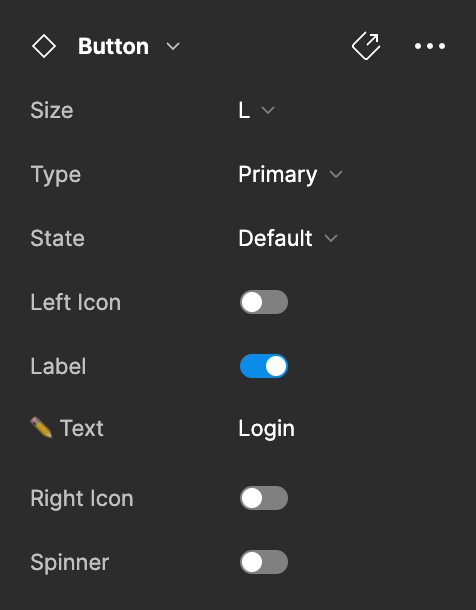 Button
Size L
Type Primary
State Default
Left Icon
Label
✏️ Text Login
Right Icon
Spinner